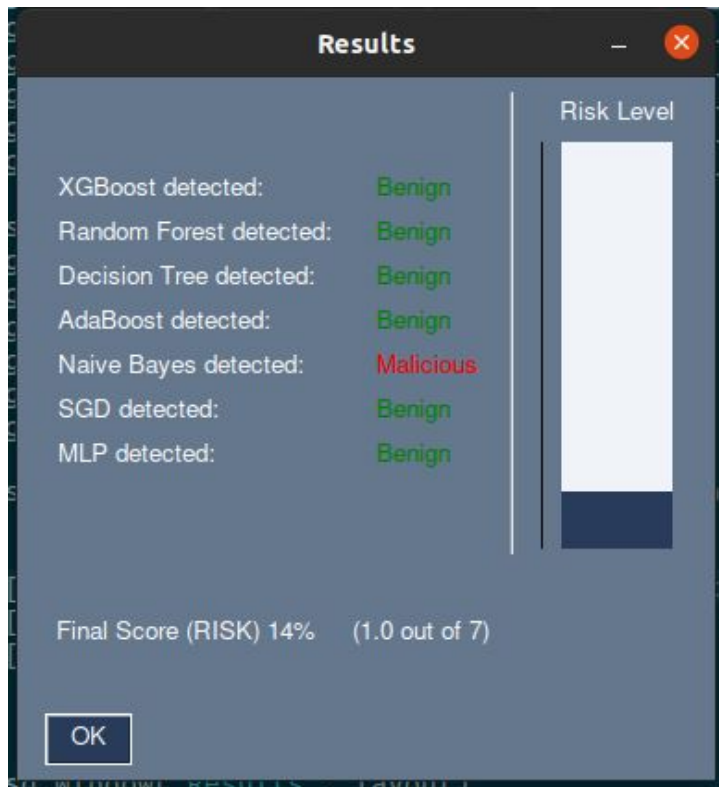 Results
Risk Level
XGBoost detected: Benign
Random Forest detected: Benign
Decision Tree detected: Benign
AdaBoost detected: Benign
Naive Bayes detected: Malicious
SGD detected: Benign
MLP detected: Benign
Final Score (RISK) 14% (1.0 out of 7)
OK